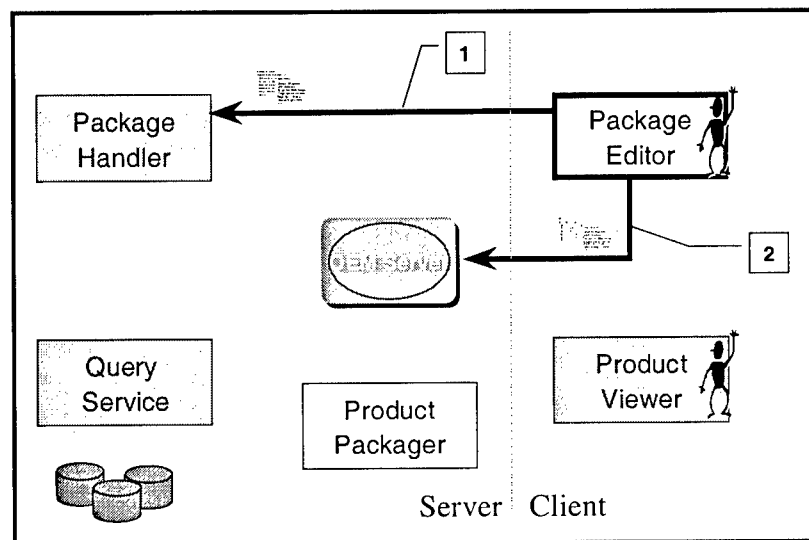 1
Package
Handler
Package
Editor
2
Query
Service
Product
Packager
Product
Viewer
Server
Client